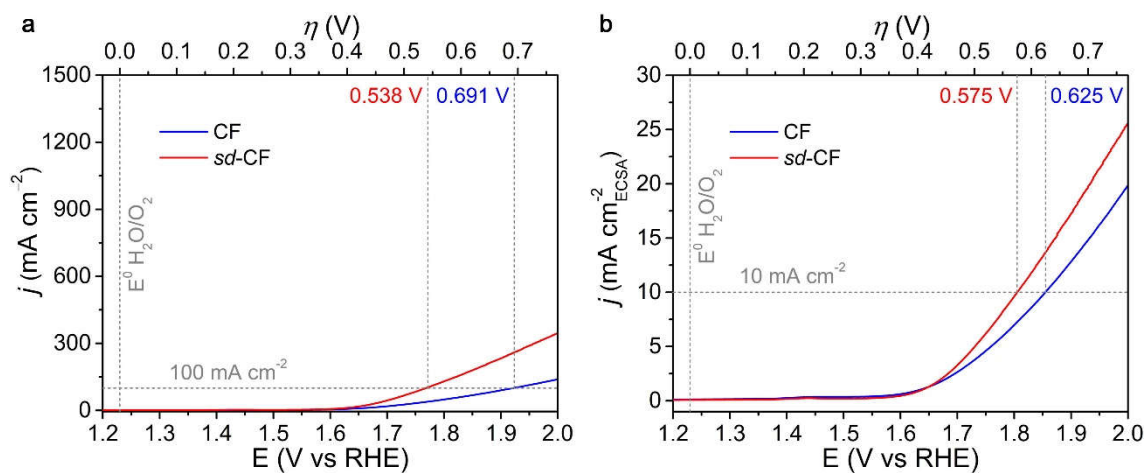 a
η (V)
0.0 0.1 0.2 0.3 0.4 0.5 0.6 0.7
1500
1200
900
600
300
0
j (mA cm⁻²)
0.538 V 0.691 V
CF
sd-CF
E⁰ H₂O/O₂
100 mA cm⁻²
1.2 1.3 1.4 1.5 1.6 1.7 1.8 1.9 2.0
E (V vs RHE)
b
η (V)
0.0 0.1 0.2 0.3 0.4 0.5 0.6 0.7
30
25
20
15
10
5
0
j (mA cm⁻²ECSA)
0.575 V 0.625 V
CF
sd-CF
E⁰ H₂O/O₂
10 mA cm⁻²
1.2 1.3 1.4 1.5 1.6 1.7 1.8 1.9 2.0
E (V vs RHE)